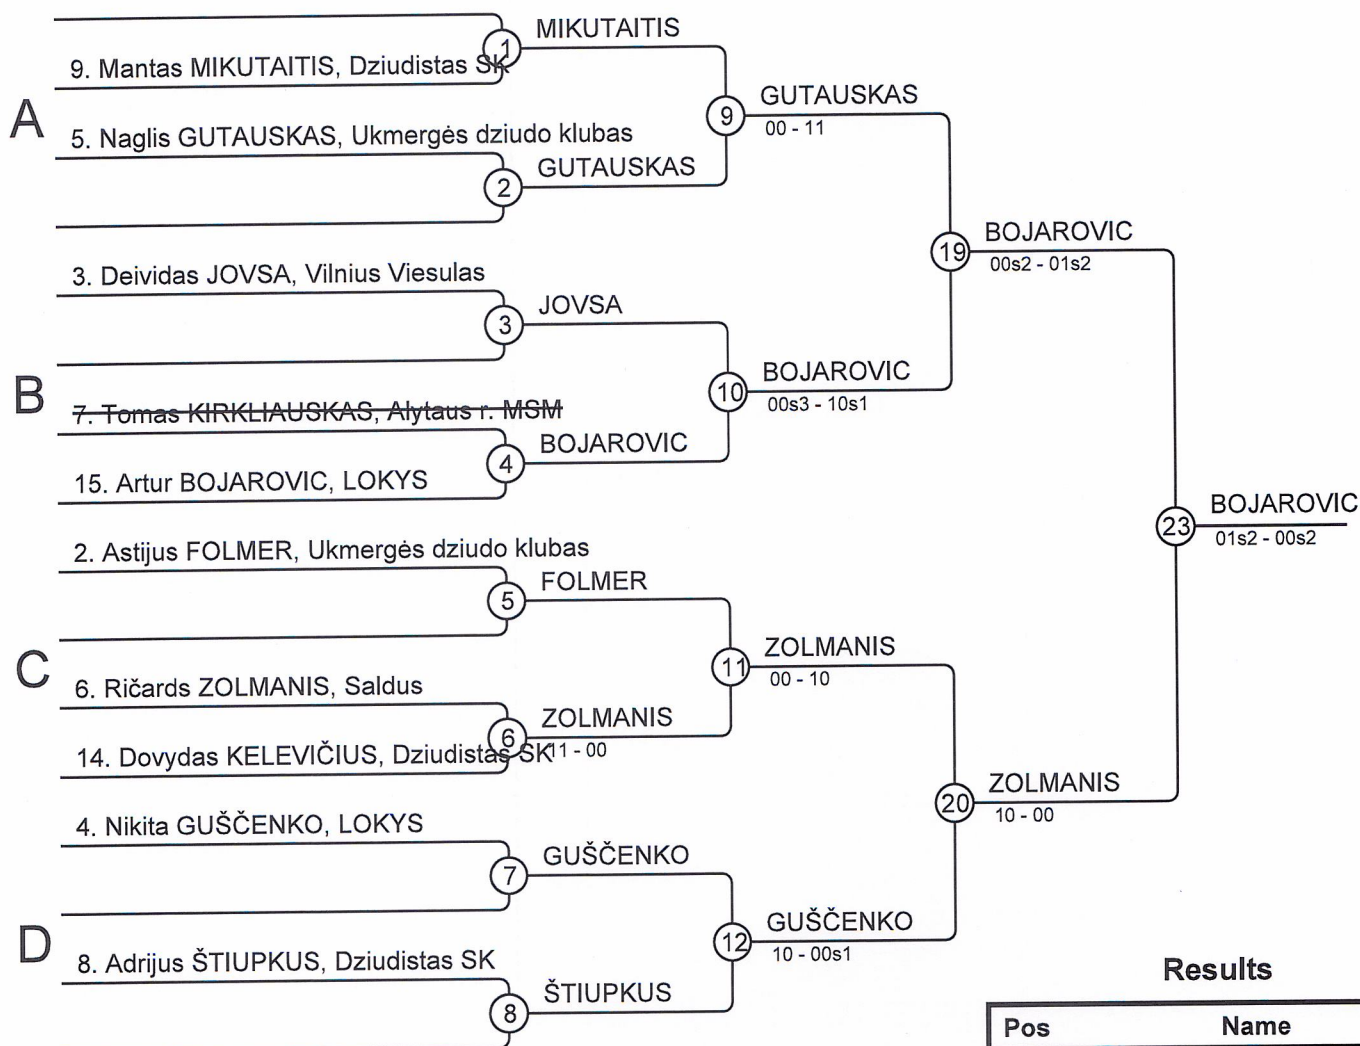 MIKUTAITIS
1
9. Mantas MIKUTAITIS, Dziudistas SK
GUTAUSKAS
A
9
00 - 11
5. Naglis GUTAUSKAS, Ukmergės dziudo klubas
GUTAUSKAS
2
BOJAROVIC
19
00s2 - 01s2
3. Deividas JOVSA, Vilnius Viesulas
JOVSA
3
BOJAROVIC
B
10
00s3 - 10s1
7. Tomas KIRKLIAUSKAS, Alytaus r. MSM
BOJAROVIC
4
15. Artur BOJAROVIC, LOKYS
BOJAROVIC
23
01s2 - 00s2
2. Astijus FOLMER, Ukmergės dziudo klubas
FOLMER
5
ZOLMANIS
C
11
00 - 10
6. Ričards ZOLMANIS, Saldus
ZOLMANIS
6
11 - 00
14. Dovydas KELEVIČIUS, Dziudistas SK
ZOLMANIS
20
10 - 00
4. Nikita GUŠČENKO, LOKYS
GUŠČENKO
7
GUŠČENKO
D
12
10 - 00s1
8. Adrijus ŠTIUPKUS, Dziudistas SK
ŠTIUPKUS
8
Results
Pos Name